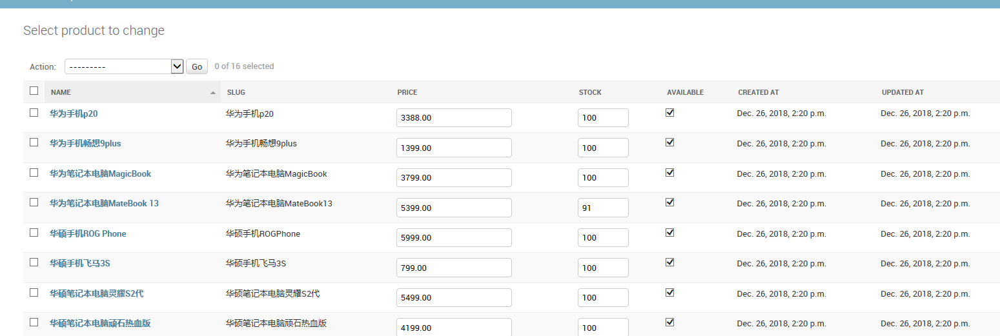 Select product to change
Action: --------- Go 0 of 16 selected
NAME SLUG PRICE STOCK AVAILABLE CREATED AT UPDATED AT
华为手机p20 华为手机p20 3388.00 100 Dec. 26, 2018, 2:20 p.m. Dec. 26, 2018, 2:20 p.m.
华为手机畅想9plus 华为手机畅想9plus 1399.00 100 Dec. 26, 2018, 2:20 p.m. Dec. 26, 2018, 2:20 p.m.
华为笔记本电脑MagicBook 华为笔记本电脑MagicBook 3799.00 100 Dec. 26, 2018, 2:20 p.m. Dec. 26, 2018, 2:20 p.m.
华为笔记本电脑MateBook 13 华为笔记本电脑MateBook13 5399.00 91 Dec. 26, 2018, 2:20 p.m. Dec. 26, 2018, 2:20 p.m.
华硕手机ROG Phone 华硕手机ROGPhone 5999.00 100 Dec. 26, 2018, 2:20 p.m. Dec. 26, 2018, 2:20 p.m.
华硕手机飞马3S 华硕手机飞马3S 799.00 100 Dec. 26, 2018, 2:20 p.m. Dec. 26, 2018, 2:20 p.m.
华硕笔记本电脑灵耀S2代 华硕笔记本电脑灵耀S2代 5499.00 100 Dec. 26, 2018, 2:20 p.m. Dec. 26, 2018, 2:20 p.m.
华硕笔记本电脑顽石热血版 华硕笔记本电脑顽石热血版 4199.00 100 Dec. 26, 2018, 2:20 p.m. Dec. 26, 2018, 2:20 p.m.